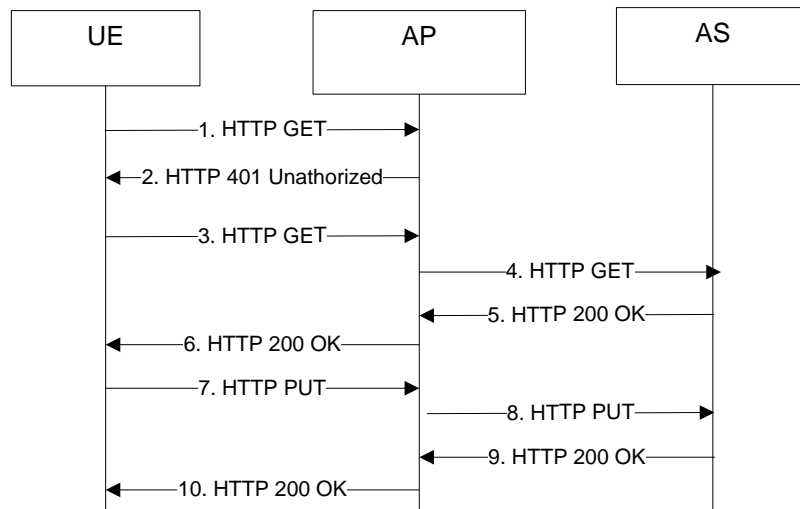 UE
AP
AS
1. HTTP GET
2. HTTP 401 Unathorized
3. HTTP GET
4. HTTP GET
5. HTTP 200 OK
6. HTTP 200 OK
7. HTTP PUT
8. HTTP PUT
9. HTTP 200 OK
10. HTTP 200 OK